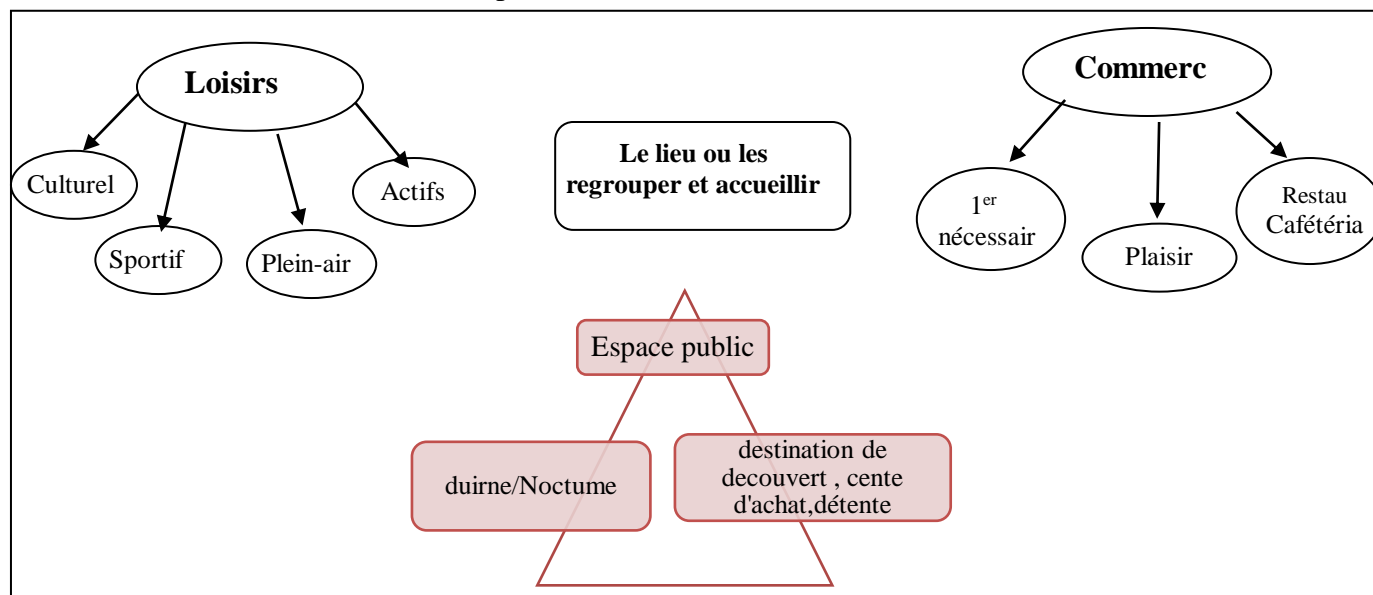 Loisirs
Commerc
Le lieu ou les
regrouper et accueillir
Culturel
Actifs
Sportif
Plein-air
1er
nécessair
Plaisir
Restau
Cafétéria
Espace public
duirne/Noctume
destination de
decouvert , cente
d'achat,détente